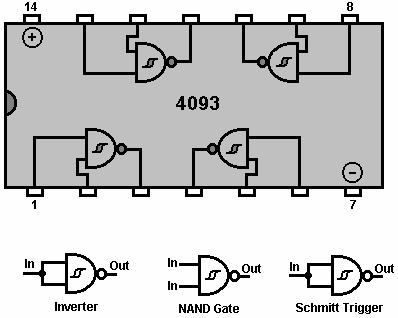 14 8
+
4093
−
1 7
In Out In Out In Out
In
Inverter NAND Gate Schmitt Trigger